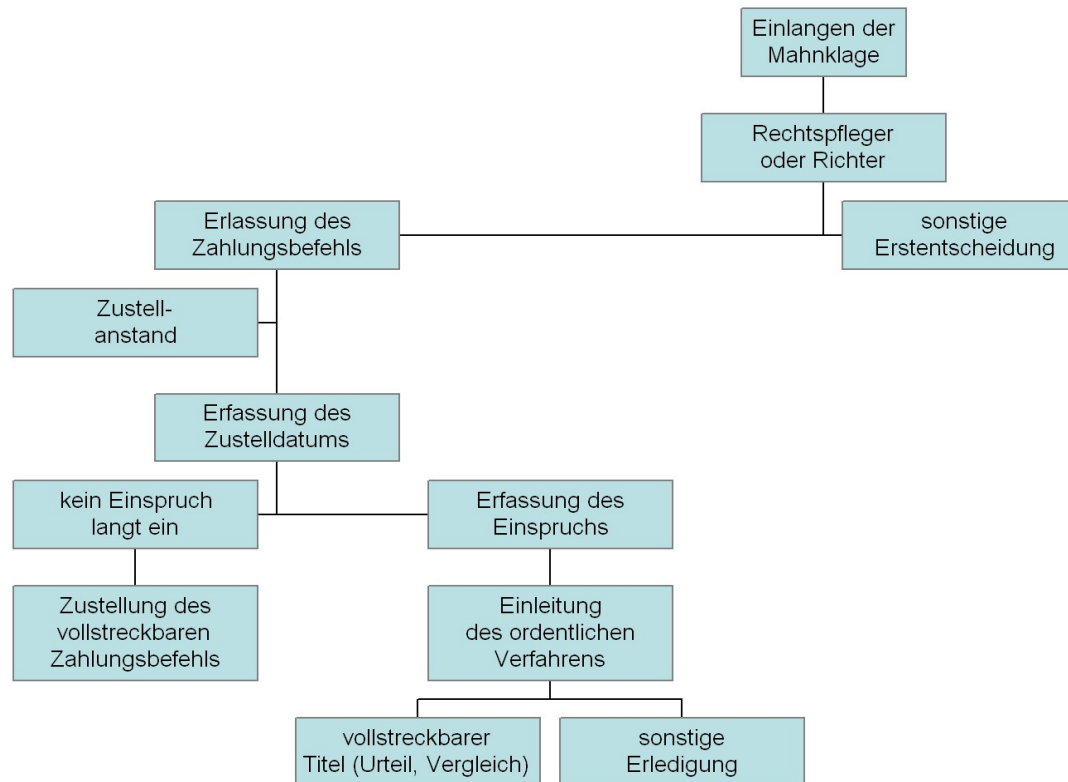 Einlangen der
Mahnklage
Rechtspfleger
oder Richter
Erlassung des
Zahlungsbefehls
sonstige
Erstentscheidung
Zustell-
anstand
Erfassung des
Zustelldatums
kein Einspruch
langt ein
Erfassung des
Einspruchs
Zustellung des
vollstreckbaren
Zahlungsbefehls
Einleitung
des ordentlichen
Verfahrens
vollstreckbarer
Titel (Urteil, Vergleich)
sonstige
Erledigung